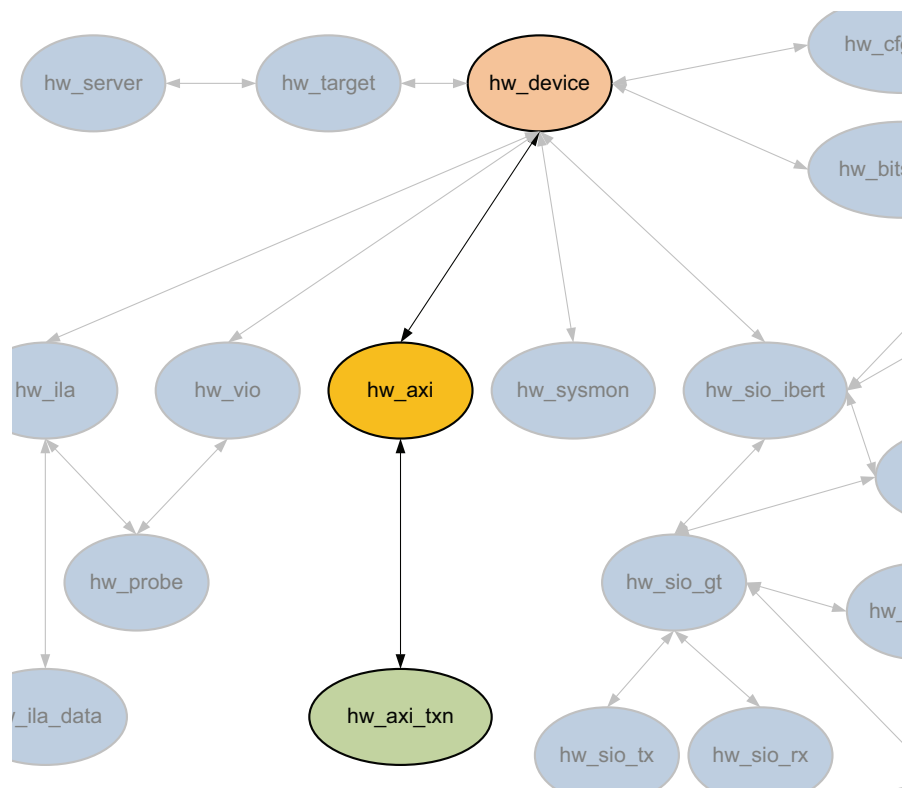 hw_server
hw_target
hw_device
hw_ila
hw_vio
hw_axi
hw_sysmon
hw_sio_ibert
hw_probe
hw_sio_gt
hw_axi_txn
hw_sio_tx
hw_sio_rx